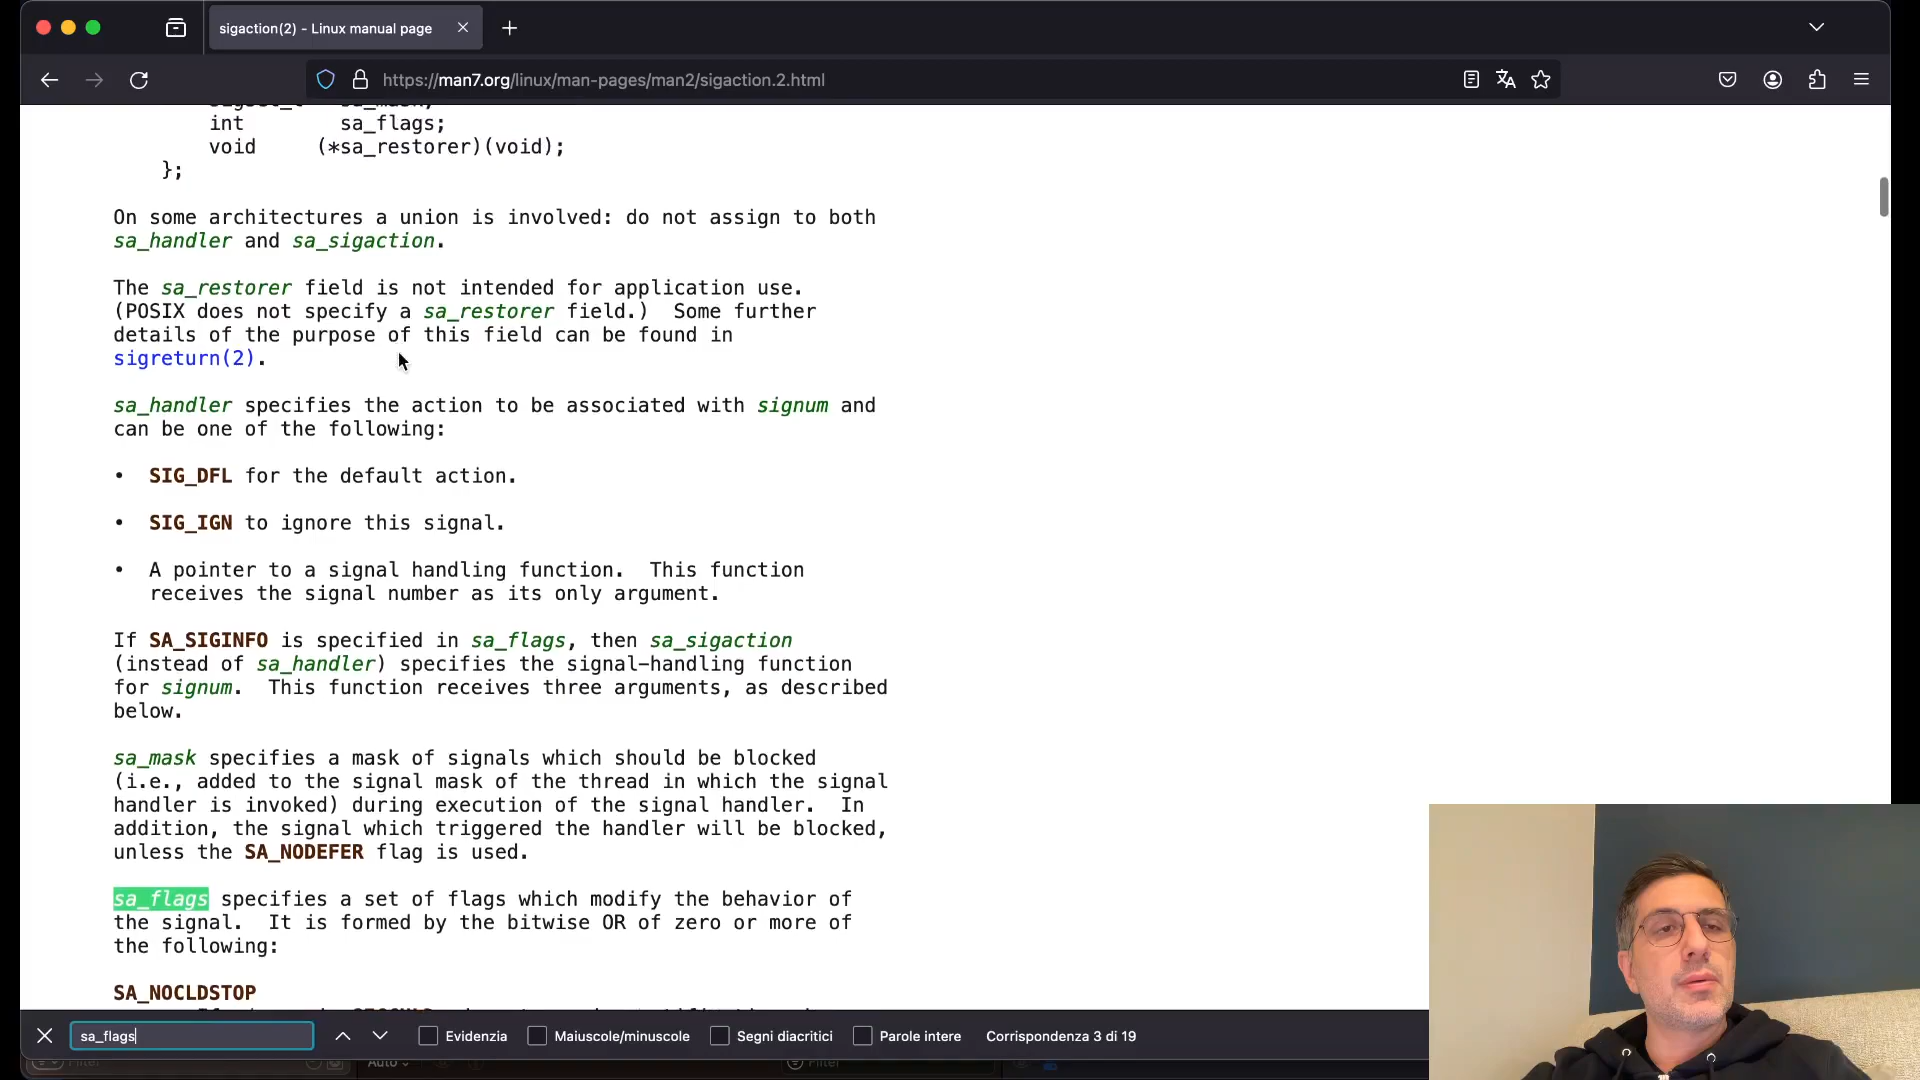 sigaction(2) - Linux manual page
https://man7.org/linux/man-pages/man2/sigaction.2.html
int sa_flags;
void (*sa_restorer)(void);
};
On some architectures a union is involved: do not assign to both
sa_handler and sa_sigaction.
The sa_restorer field is not intended for application use.
(POSIX does not specify a sa_restorer field.) Some further
details of the purpose of this field can be found in
sigreturn(2).
sa_handler specifies the action to be associated with signum and
can be one of the following:
• SIG_DFL for the default action.
• SIG_IGN to ignore this signal.
• A pointer to a signal handling function. This function
receives the signal number as its only argument.
If SA_SIGINFO is specified in sa_flags, then sa_sigaction
(instead of sa_handler) specifies the signal-handling function
for signum. This function receives three arguments, as described
below.
sa_mask specifies a mask of signals which should be blocked
(i.e., added to the signal mask of the thread in which the signal
handler is invoked) during execution of the signal handler. In
addition, the signal which triggered the handler will be blocked,
unless the SA_NODEFER flag is used.
sa_flags specifies a set of flags which modify the behavior of
the signal. It is formed by the bitwise OR of zero or more of
the following:
SA_NOCLDSTOP
sa_flags Evidenzia Maiuscole/minuscole Segni diacritici Parole intere Corrispondenza 3 di 19
Filter Auto Filter